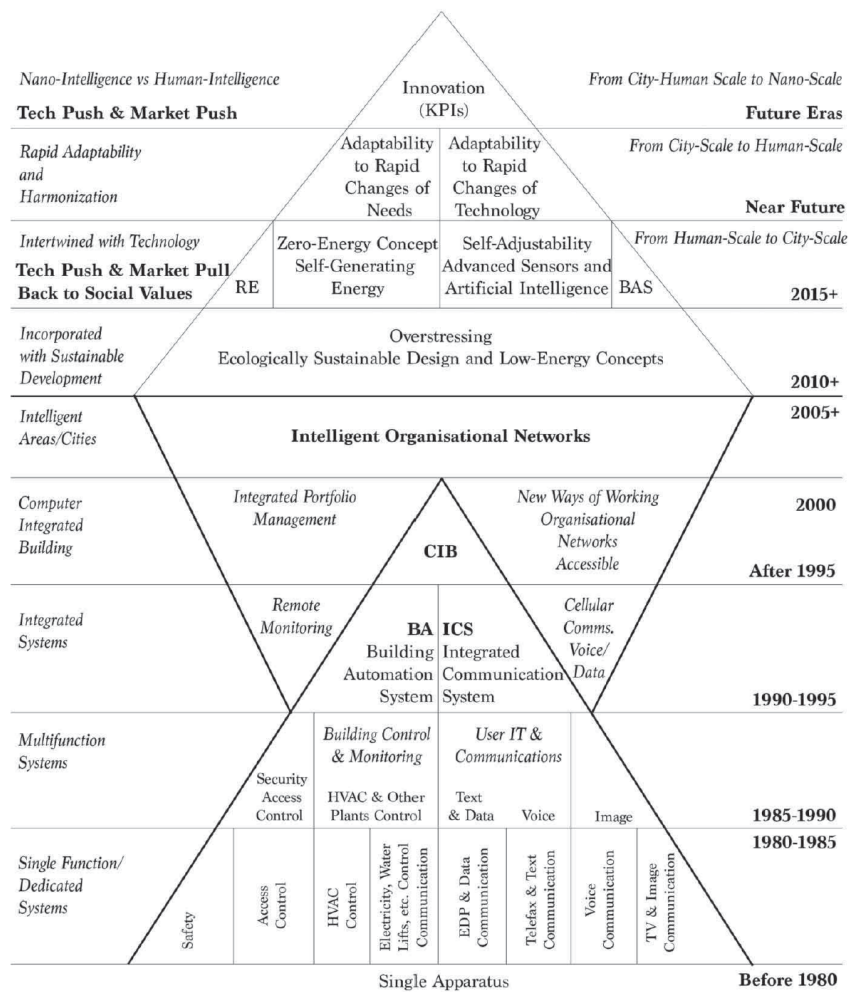 Nano-Intelligence vs Human-Intelligence
Tech Push & Market Push
Innovation
(KPIs)
From City-Human Scale to Nano-Scale
Future Eras
Rapid Adaptability
and
Harmonization
Adaptability
to Rapid
Changes of
Needs
Adaptability
to Rapid
Changes of
Technology
From City-Scale to Human-Scale
Near Future
Intertwined with Technology
Tech Push & Market Pull
Back to Social Values
RE
Zero-Energy Concept
Self-Generating
Energy
Self-Adjustability
Advanced Sensors and
Artificial Intelligence
BAS
From Human-Scale to City-Scale
2015+
Incorporated
with Sustainable
Development
Overstressing
Ecologically Sustainable Design and Low-Energy Concepts
2010+
2005+
Intelligent
Areas/Cities
Intelligent Organisational Networks
Computer
Integrated
Building
Integrated Portfolio
Management
CIB
New Ways of Working
Organisational
Networks
Accessible
2000
After 1995
Integrated
Systems
Remote
Monitoring
BA
Building
Automation
System
ICS
Integrated
Communication
System
Cellular
Comms.
Voice/
Data
1990-1995
Multifunction
Systems
Building Control
& Monitoring
User IT &
Communications
Security
Access
Control
HVAC & Other
Plants Control
Text
& Data
Voice
Image
1985-1990
1980-1985
Single Function/
Dedicated
Systems
Safety
Access
Control
HVAC
Control
Electricity, Water
Lifts, etc. Control
Communication
EDP & Data
Communication
Telefax & Text
Communication
Voice
Communication
TV & Image
Communication
Single Apparatus
Before 1980